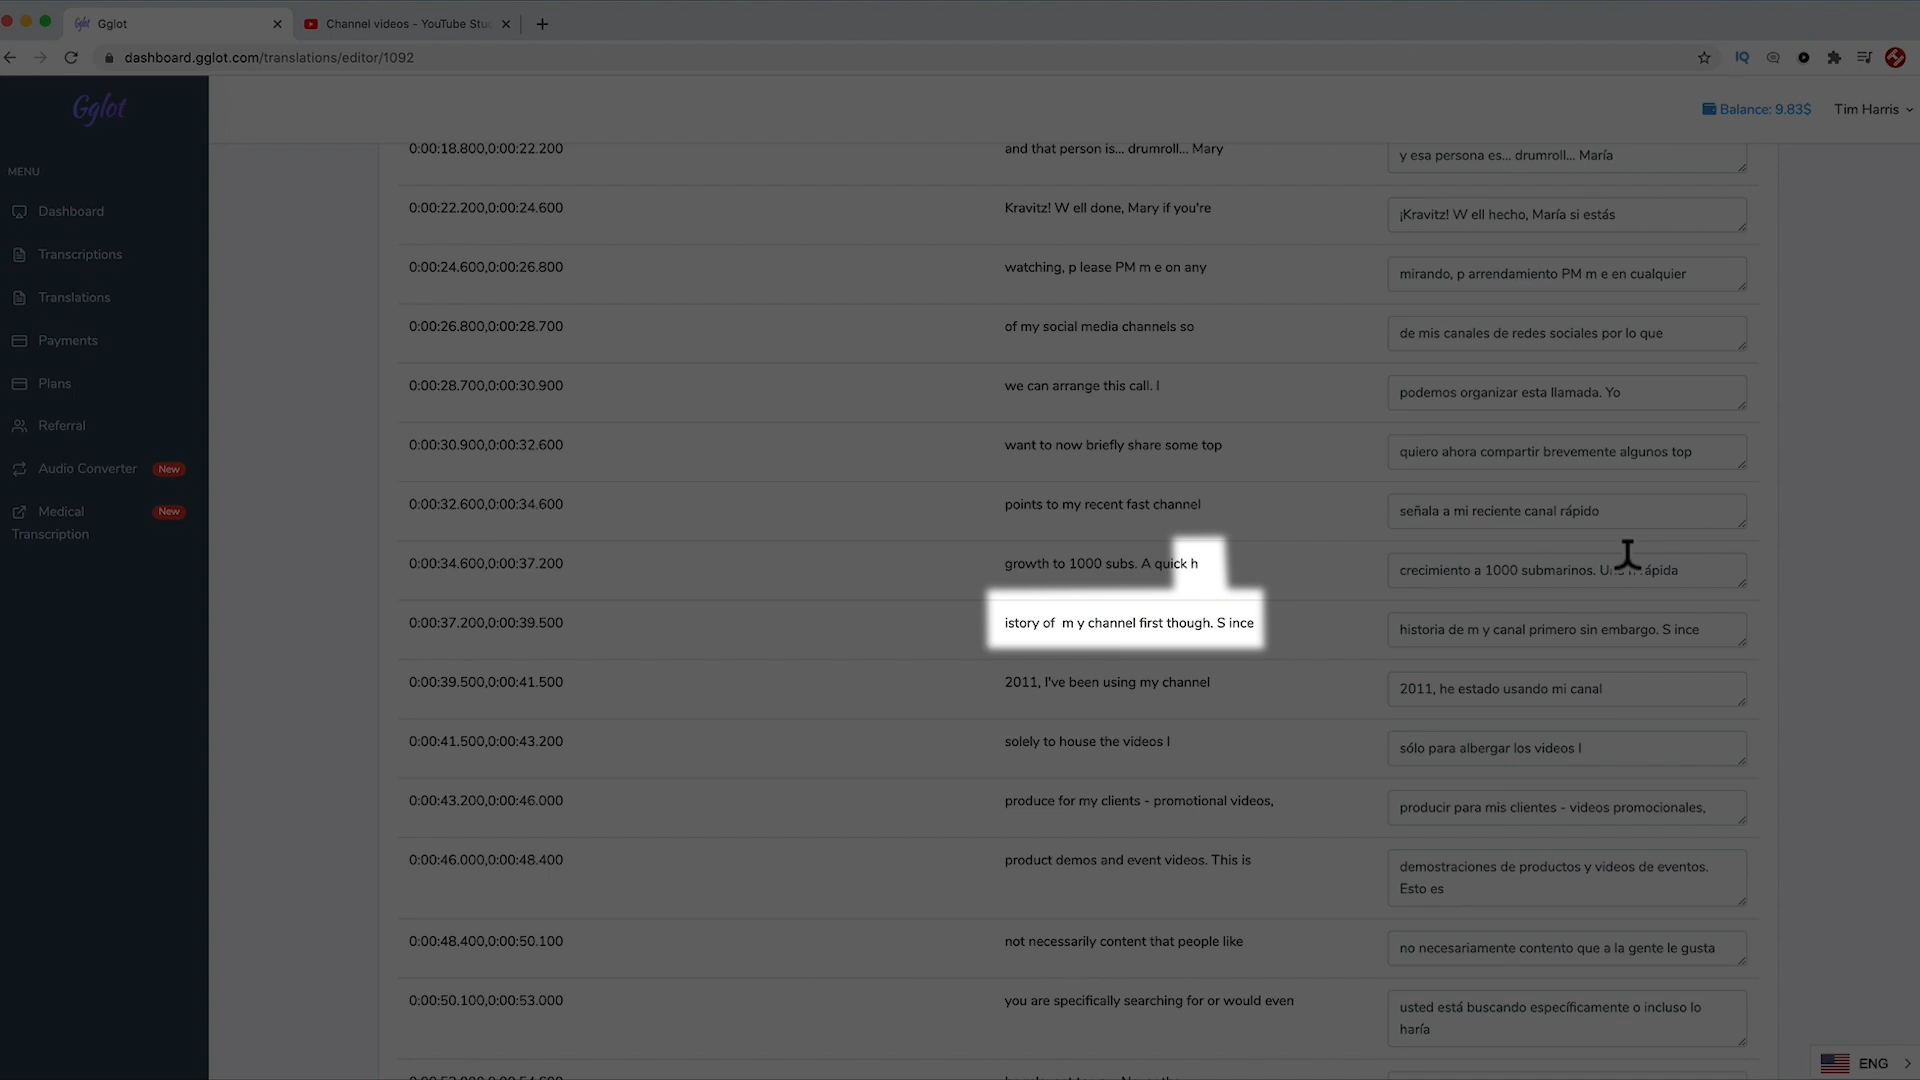 Gglot
Channel videos - YouTube Stu
dashboard.gglot.com/translations/editor/1092
IQ
Gglot
Balance: 9.83$
Tim Harris
MENU
Dashboard
Transcriptions
Translations
Payments
Plans
Referral
Audio Converter New
Medical New
Transcription
0:00:18.800,0:00:22.200 and that person is... drumroll... Mary y esa persona es... drumroll... María
0:00:22.200,0:00:24.600 Kravitz! W ell done, Mary if you're ¡Kravitz! W ell hecho, María si estás
0:00:24.600,0:00:26.800 watching, p lease PM m e on any mirando, p arrendamiento PM m e en cualquier
0:00:26.800,0:00:28.700 of my social media channels so de mis canales de redes sociales por lo que
0:00:28.700,0:00:30.900 we can arrange this call. I podemos organizar esta llamada. Yo
0:00:30.900,0:00:32.600 want to now briefly share some top quiero ahora compartir brevemente algunos top
0:00:32.600,0:00:34.600 points to my recent fast channel señala a mi reciente canal rápido
0:00:34.600,0:00:37.200 growth to 1000 subs. A quick h crecimiento a 1000 submarinos.
0:00:37.200,0:00:39.500 istory of m y channel first though. S ince historia de m y canal primero sin embargo. S ince
0:00:39.500,0:00:41.500 2011, I've been using my channel 2011, he estado usando mi canal
0:00:41.500,0:00:43.200 solely to house the videos I sólo para albergar los videos I
0:00:43.200,0:00:46.000 produce for my clients - promotional videos, producir para mis clientes - videos promocionales,
0:00:46.000,0:00:48.400 product demos and event videos. This is demostraciones de productos y videos de eventos.
Esto es
0:00:48.400,0:00:50.100 not necessarily content that people like no necesariamente contento que a la gente le gusta
0:00:50.100,0:00:53.000 you are specifically searching for or would even usted está buscando específicamente o incluso lo
haría
ENG